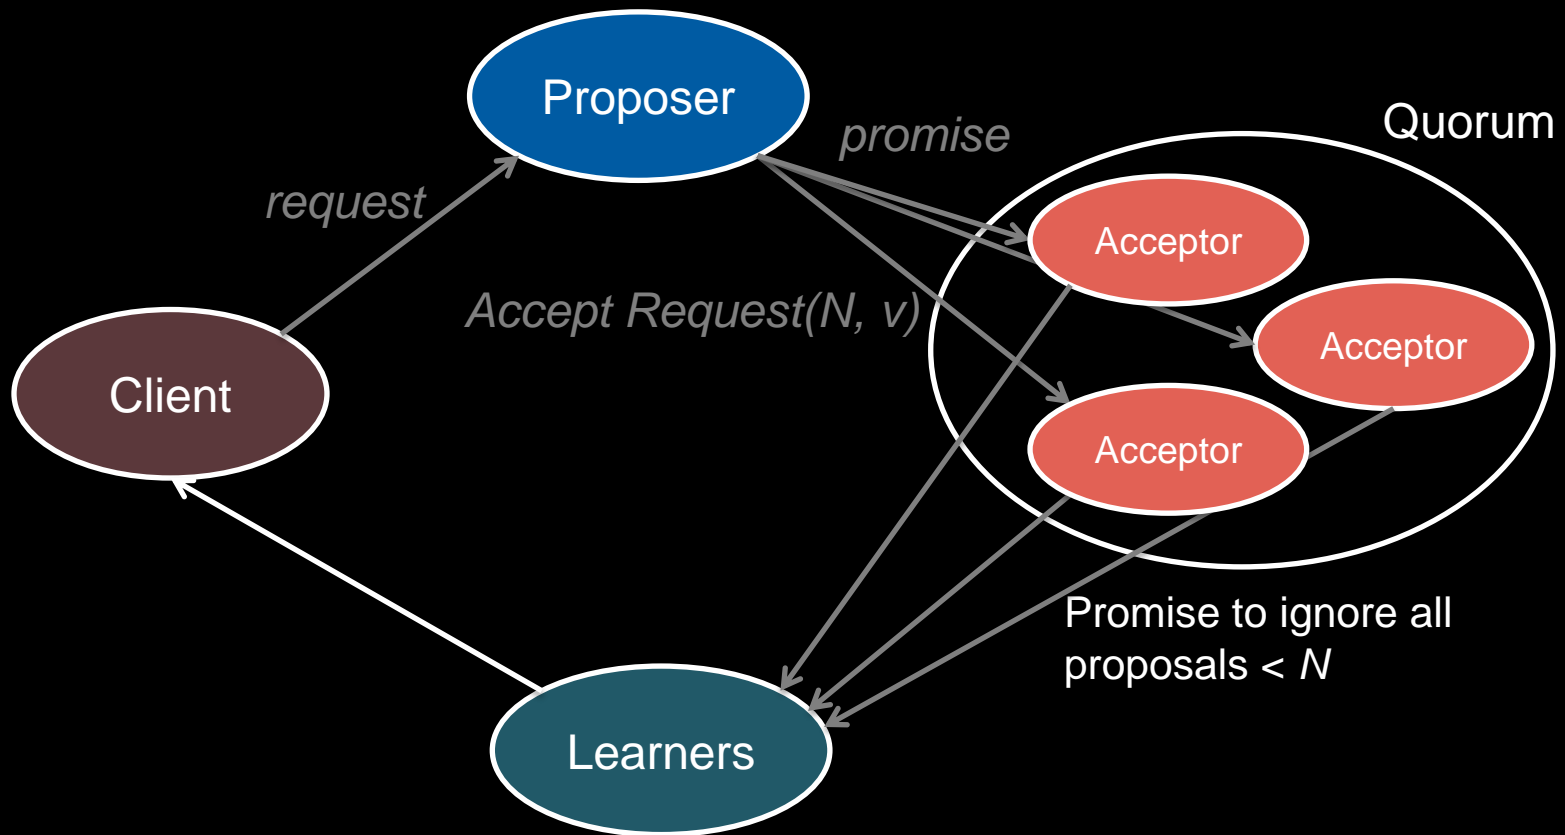 Proposer
Quorum
promise
request
Acceptor
Accept Request(N, v)
Acceptor
Client
Acceptor
Promise to ignore all
proposals < N
Learners